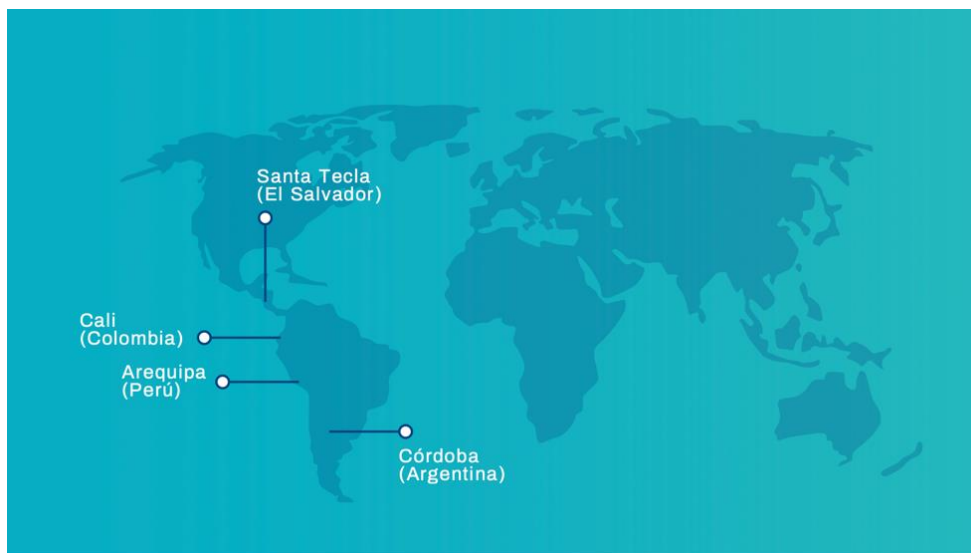 Santa Tecla
(El Salvador)
Cali
(Colombia)
Arequipa
(Perú)
Córdoba
(Argentina)